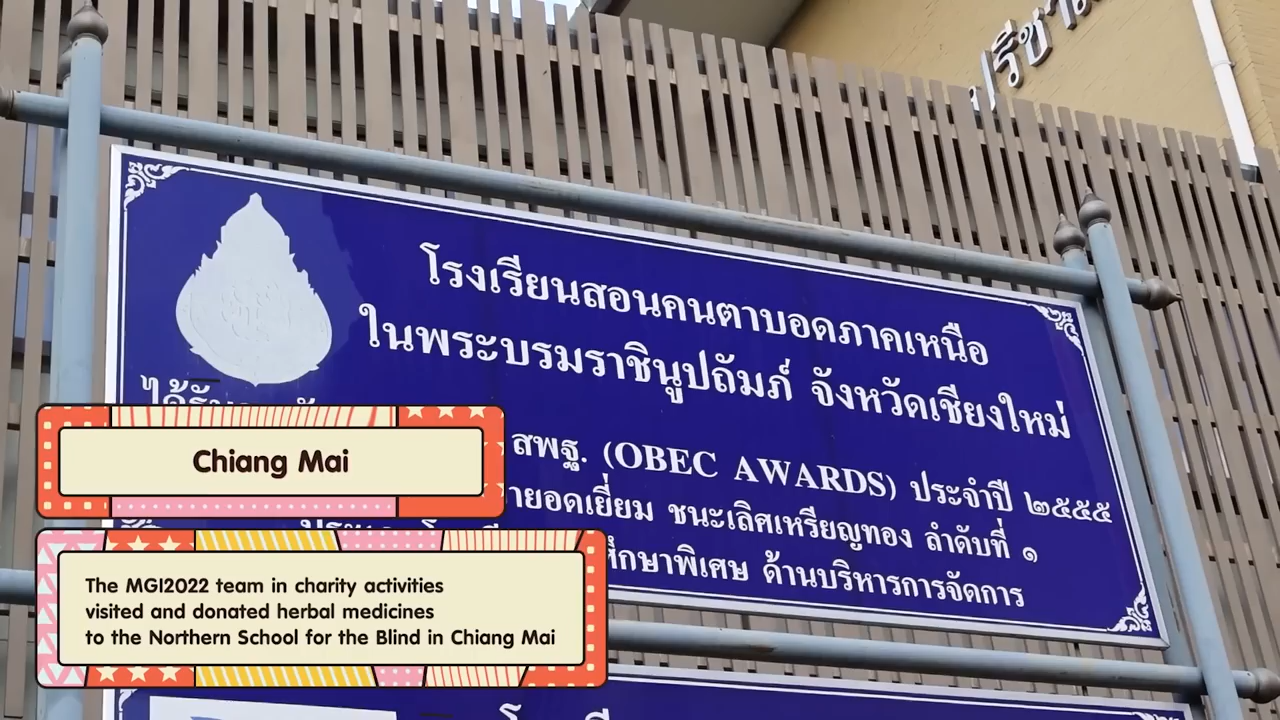 โรงเรียนสอนคนตาบอดภาคเหนือ
ในพระบรมราชินูปถัมภ์ จังหวัดเชียงใหม่
สพฐ. (OBEC AWARDS) ประจำปี ๒๕๕๕
ยอดเยี่ยม ชนะเลิศเหรียญทอง ลำดับที่ ๑
ศึกษาพิเศษ ด้านบริหารการจัดการ
Chiang Mai
The MGI2022 team in charity activities
visited and donated herbal medicines
to the Northern School for the Blind in Chiang Mai